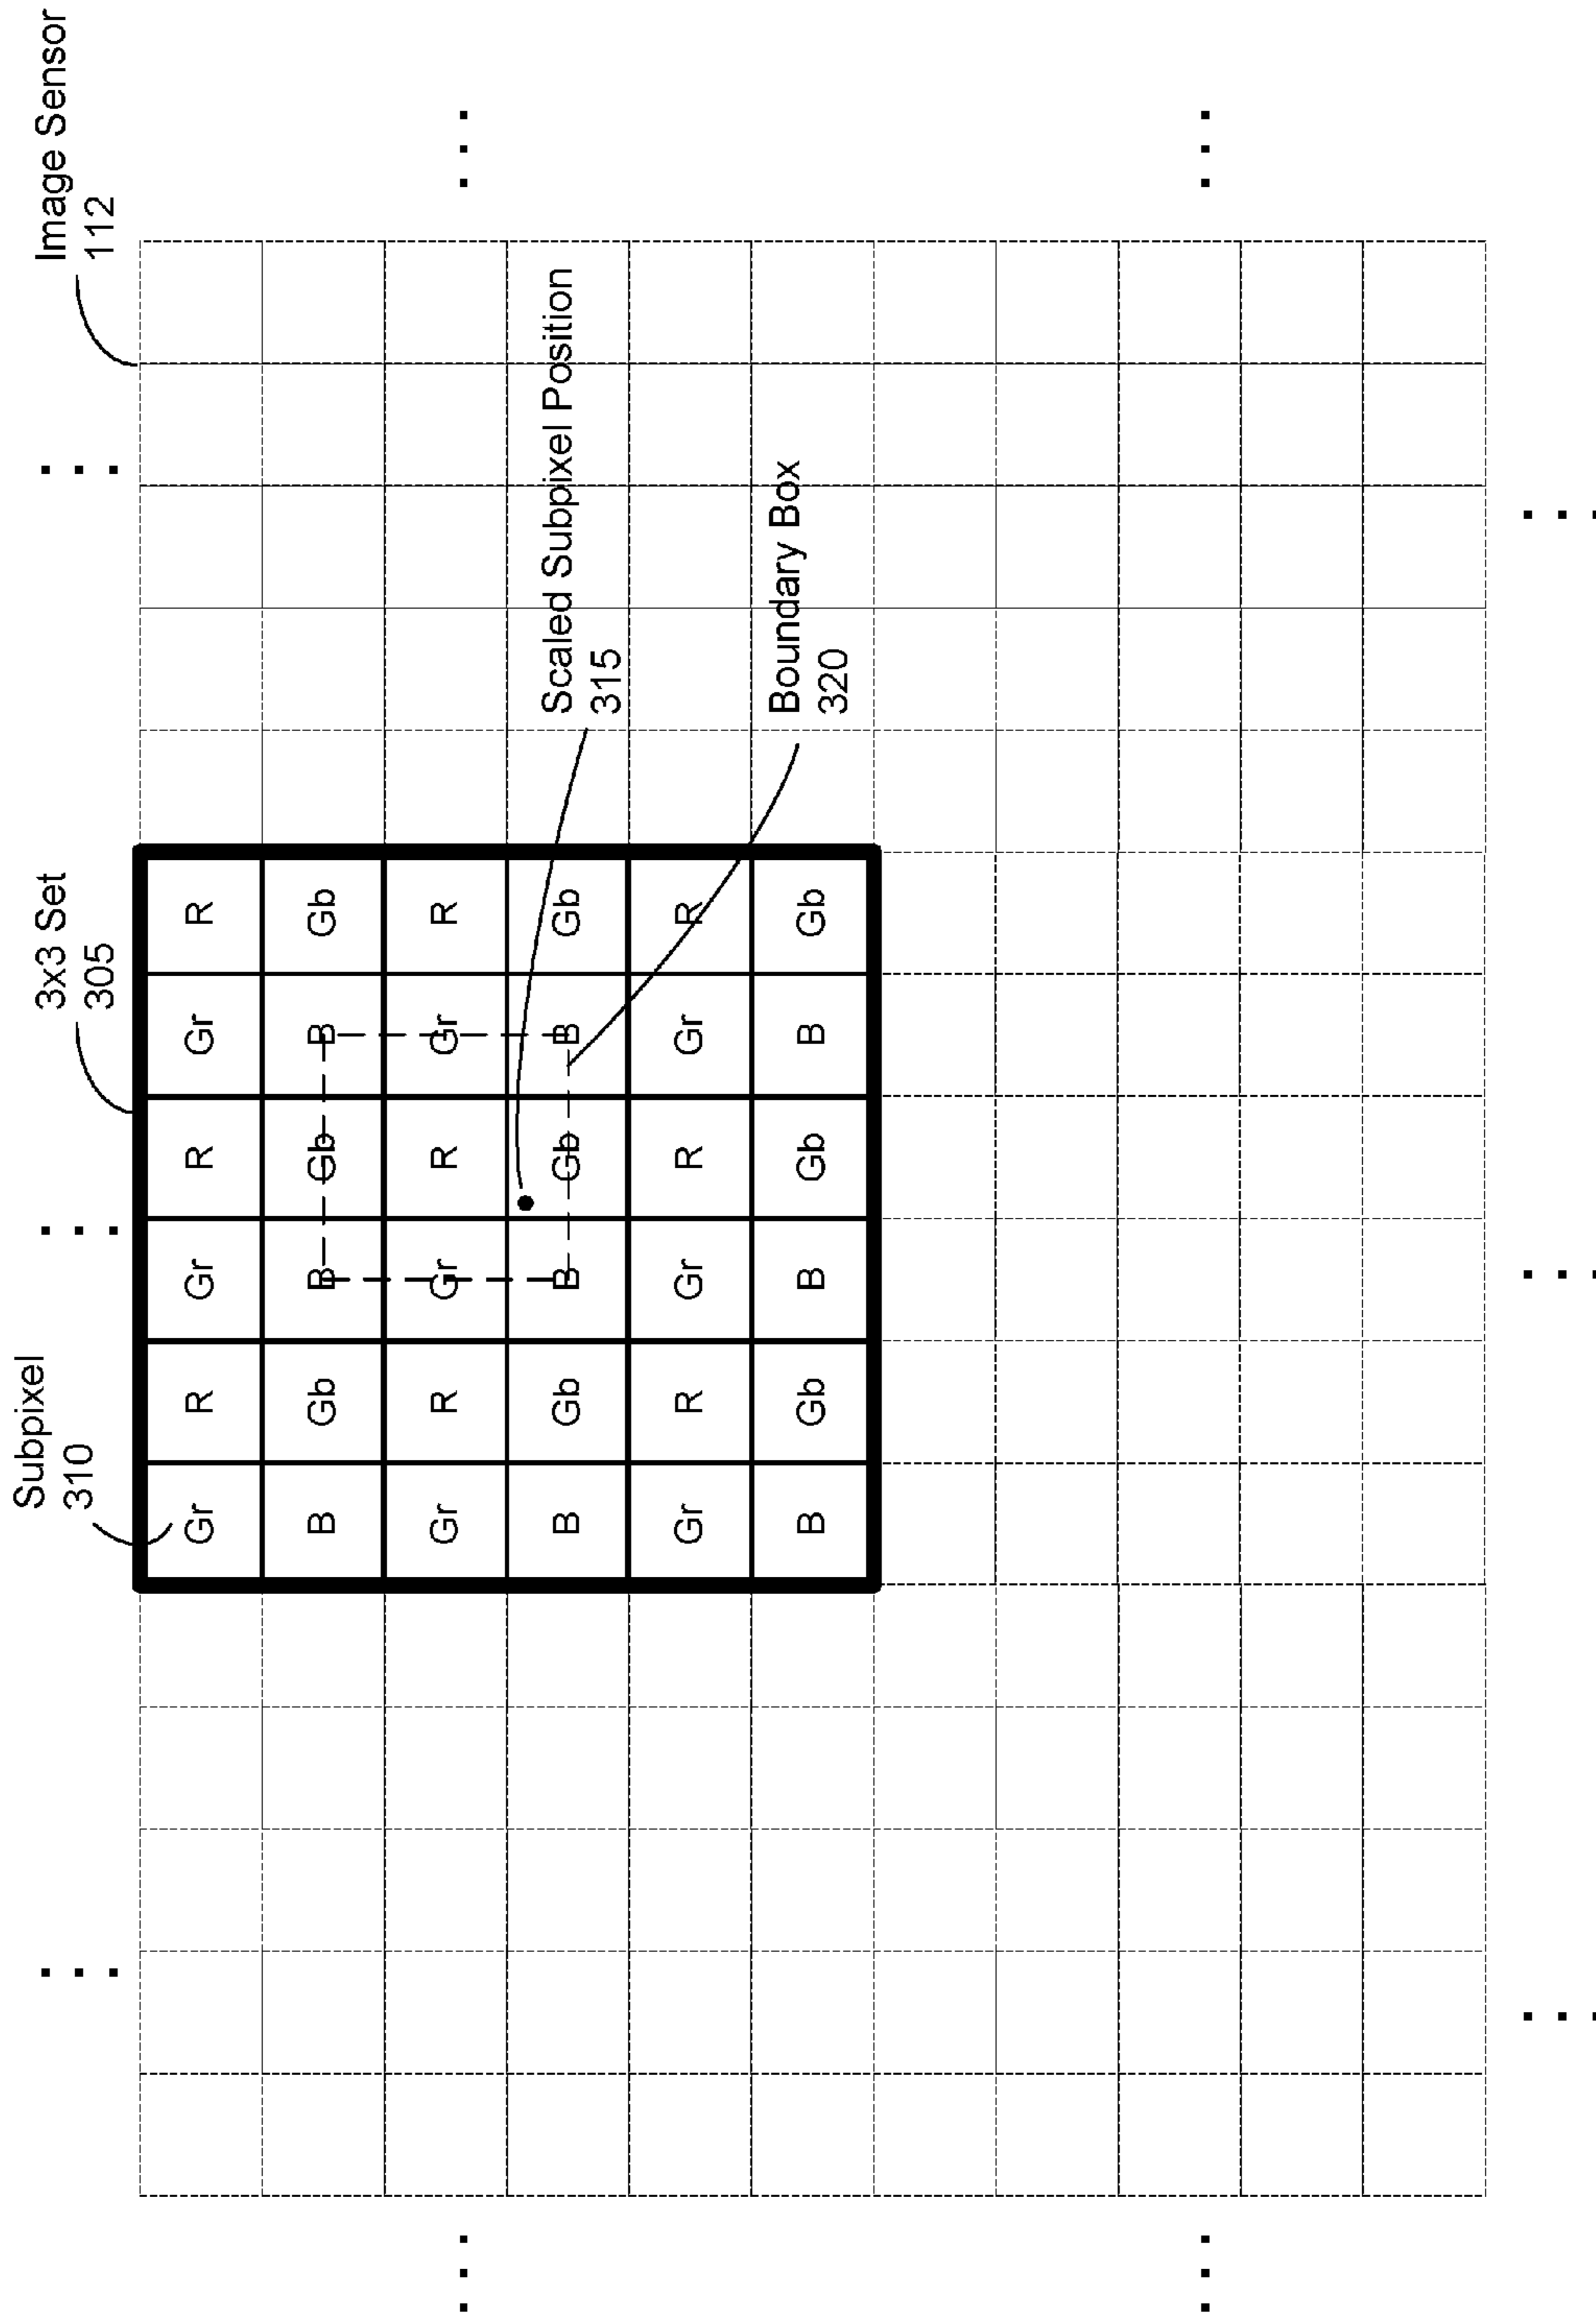 Subpixel
310
3x3 Set
305
Image Sensor
112
Gr R Gr R Gr R
B Gb B Gb B Gb
Gr R Gr R Gr R
B Gb B Gb B Gb
Gr R Gr R Gr R
B Gb B Gb B Gb
Scaled Subpixel Position
315
Boundary Box
320